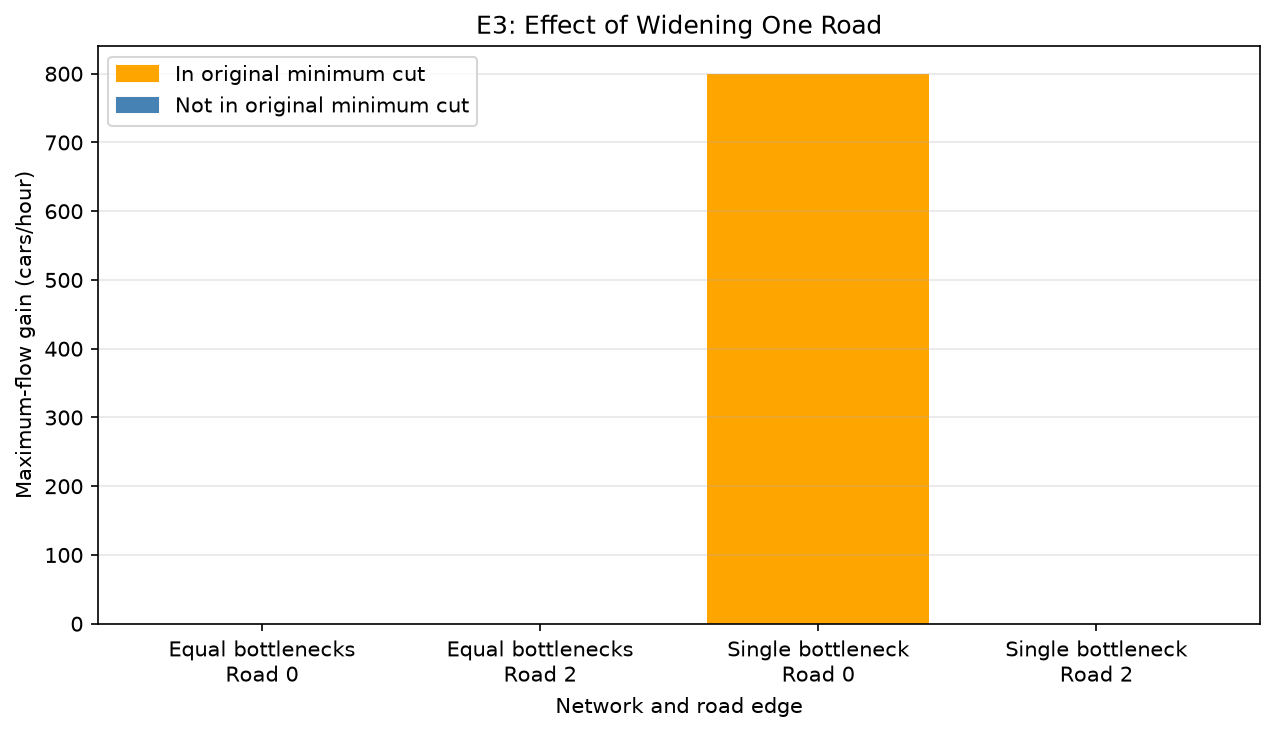 E3: Effect of Widening One Road
In original minimum cut
Not in original minimum cut
Maximum-flow gain (cars/hour)
800
700
600
500
400
300
200
100
0
Equal bottlenecks
Road 0
Equal bottlenecks
Road 2
Single bottleneck
Road 0
Single bottleneck
Road 2
Network and road edge